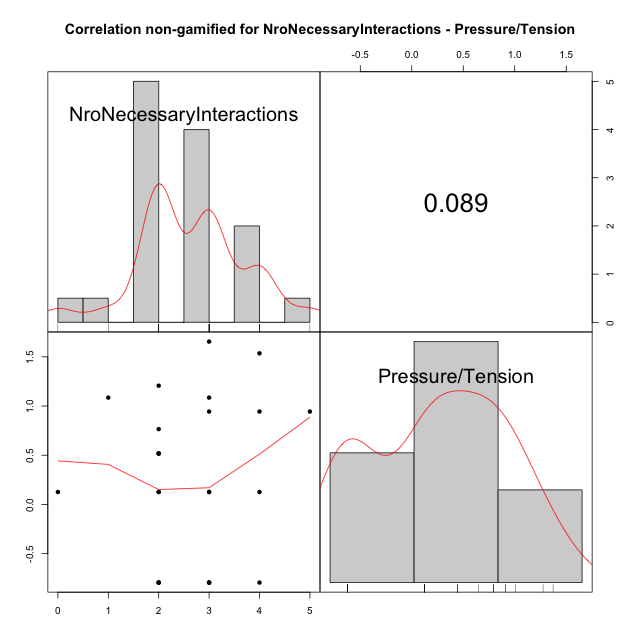 Correlation non-gamified for NroNecessaryInteractions - Pressure/Tension
-0.5 0.0 0.5 1.0 1.5
NroNecessaryInteractions
0.089
5
4
3
2
1
0
Pressure/Tension
1.5
1.0
0.5
0.0
-0.5
0 1 2 3 4 5